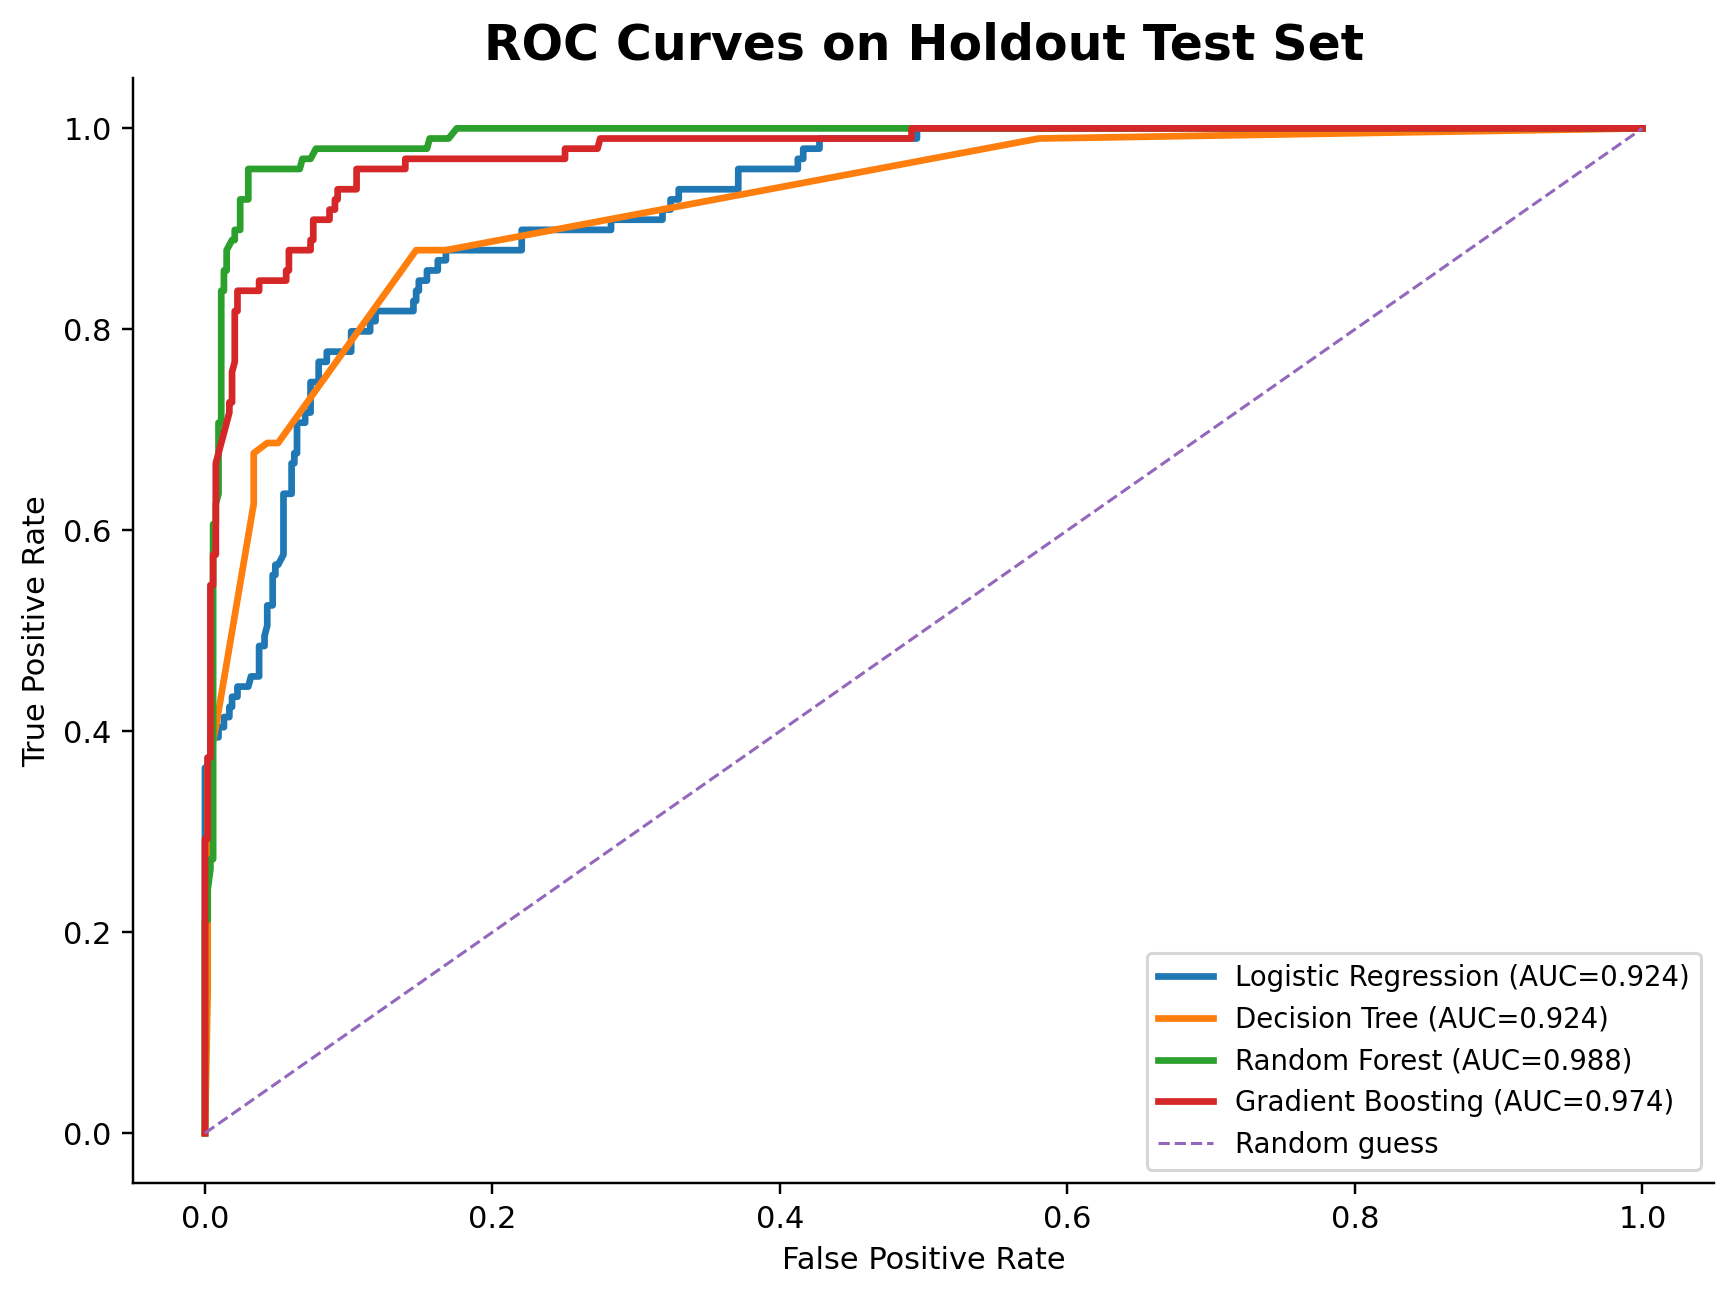 ROC Curves on Holdout Test Set
True Positive Rate
1.0
0.8
0.6
0.4
0.2
0.0
Logistic Regression (AUC=0.924)
Decision Tree (AUC=0.924)
Random Forest (AUC=0.988)
Gradient Boosting (AUC=0.974)
Random guess
0.0 0.2 0.4 0.6 0.8 1.0
False Positive Rate